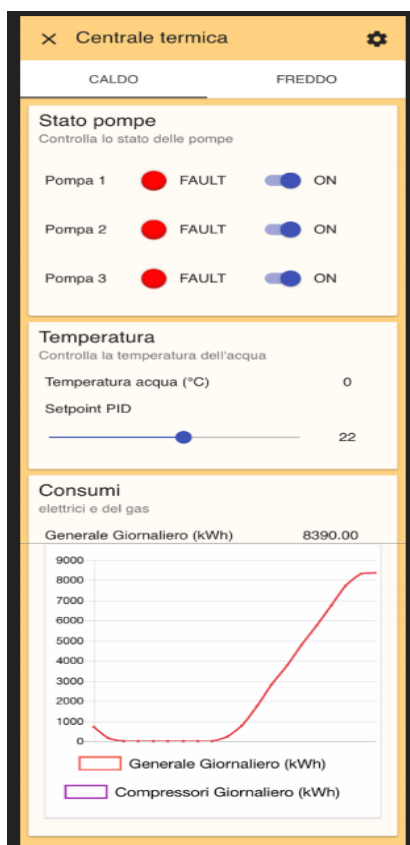 Centrale termica
CALDO FREDDO
Stato pompe
Controlla lo stato delle pompe
Pompa 1 FAULT ON
Pompa 2 FAULT ON
Pompa 3 FAULT ON
Temperatura
Controlla la temperatura dell'acqua
Temperatura acqua (°C) 0
Setpoint PID
22
Consumi
elettrici e del gas
Generale Giornaliero (kWh) 8390.00
9000
8000
7000
6000
5000
4000
3000
2000
1000
0
Generale Giornaliero (kWh)
Compressori Giornaliero (kWh)